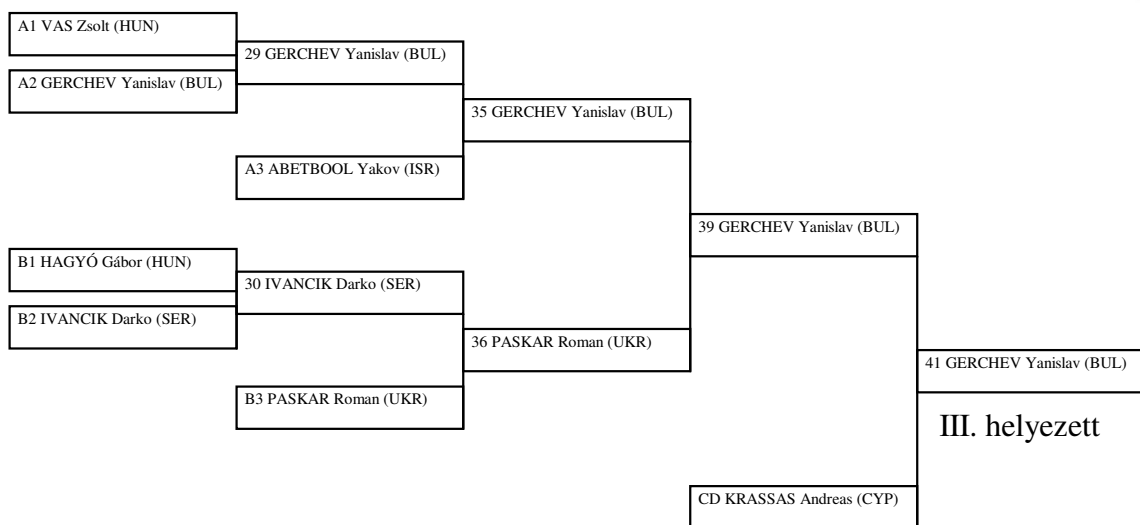 A1 VAS Zsolt (HUN)
29 GERCHEV Yanislav (BUL)
A2 GERCHEV Yanislav (BUL)
35 GERCHEV Yanislav (BUL)
A3 ABETBOOL Yakov (ISR)
39 GERCHEV Yanislav (BUL)
B1 HAGYÓ Gábor (HUN)
30 IVANCIK Darko (SER)
B2 IVANCIK Darko (SER)
36 PASKAR Roman (UKR)
41 GERCHEV Yanislav (BUL)
B3 PASKAR Roman (UKR)
III. helyezett
CD KRASSAS Andreas (CYP)